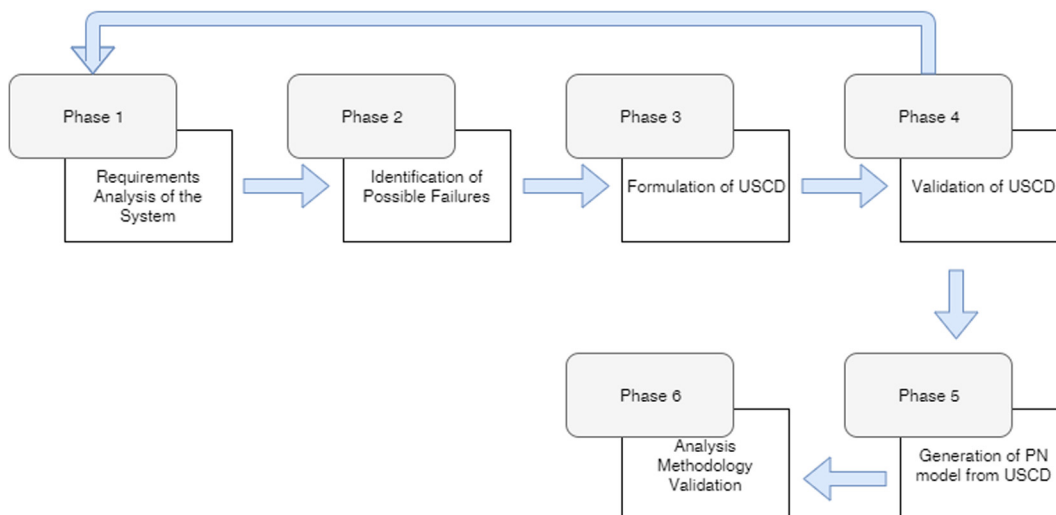 Phase 1
Requirements
Analysis of the
System
Phase 2
Identification of
Possible Failures
Phase 3
Formulation of USCD
Phase 4
Validation of USCD
Phase 5
Generation of PN
model from USCD
Phase 6
Analysis
Methodology
Validation